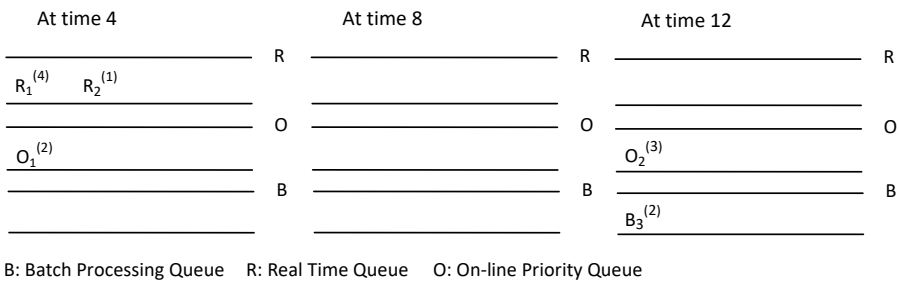 At time 4 At time 8 At time 12
R R R
R₁⁽⁴⁾ R₂⁽¹⁾
O O O
O₁⁽²⁾ O₂⁽³⁾
B B B
B₃⁽²⁾
B: Batch Processing Queue R: Real Time Queue O: On-line Priority Queue